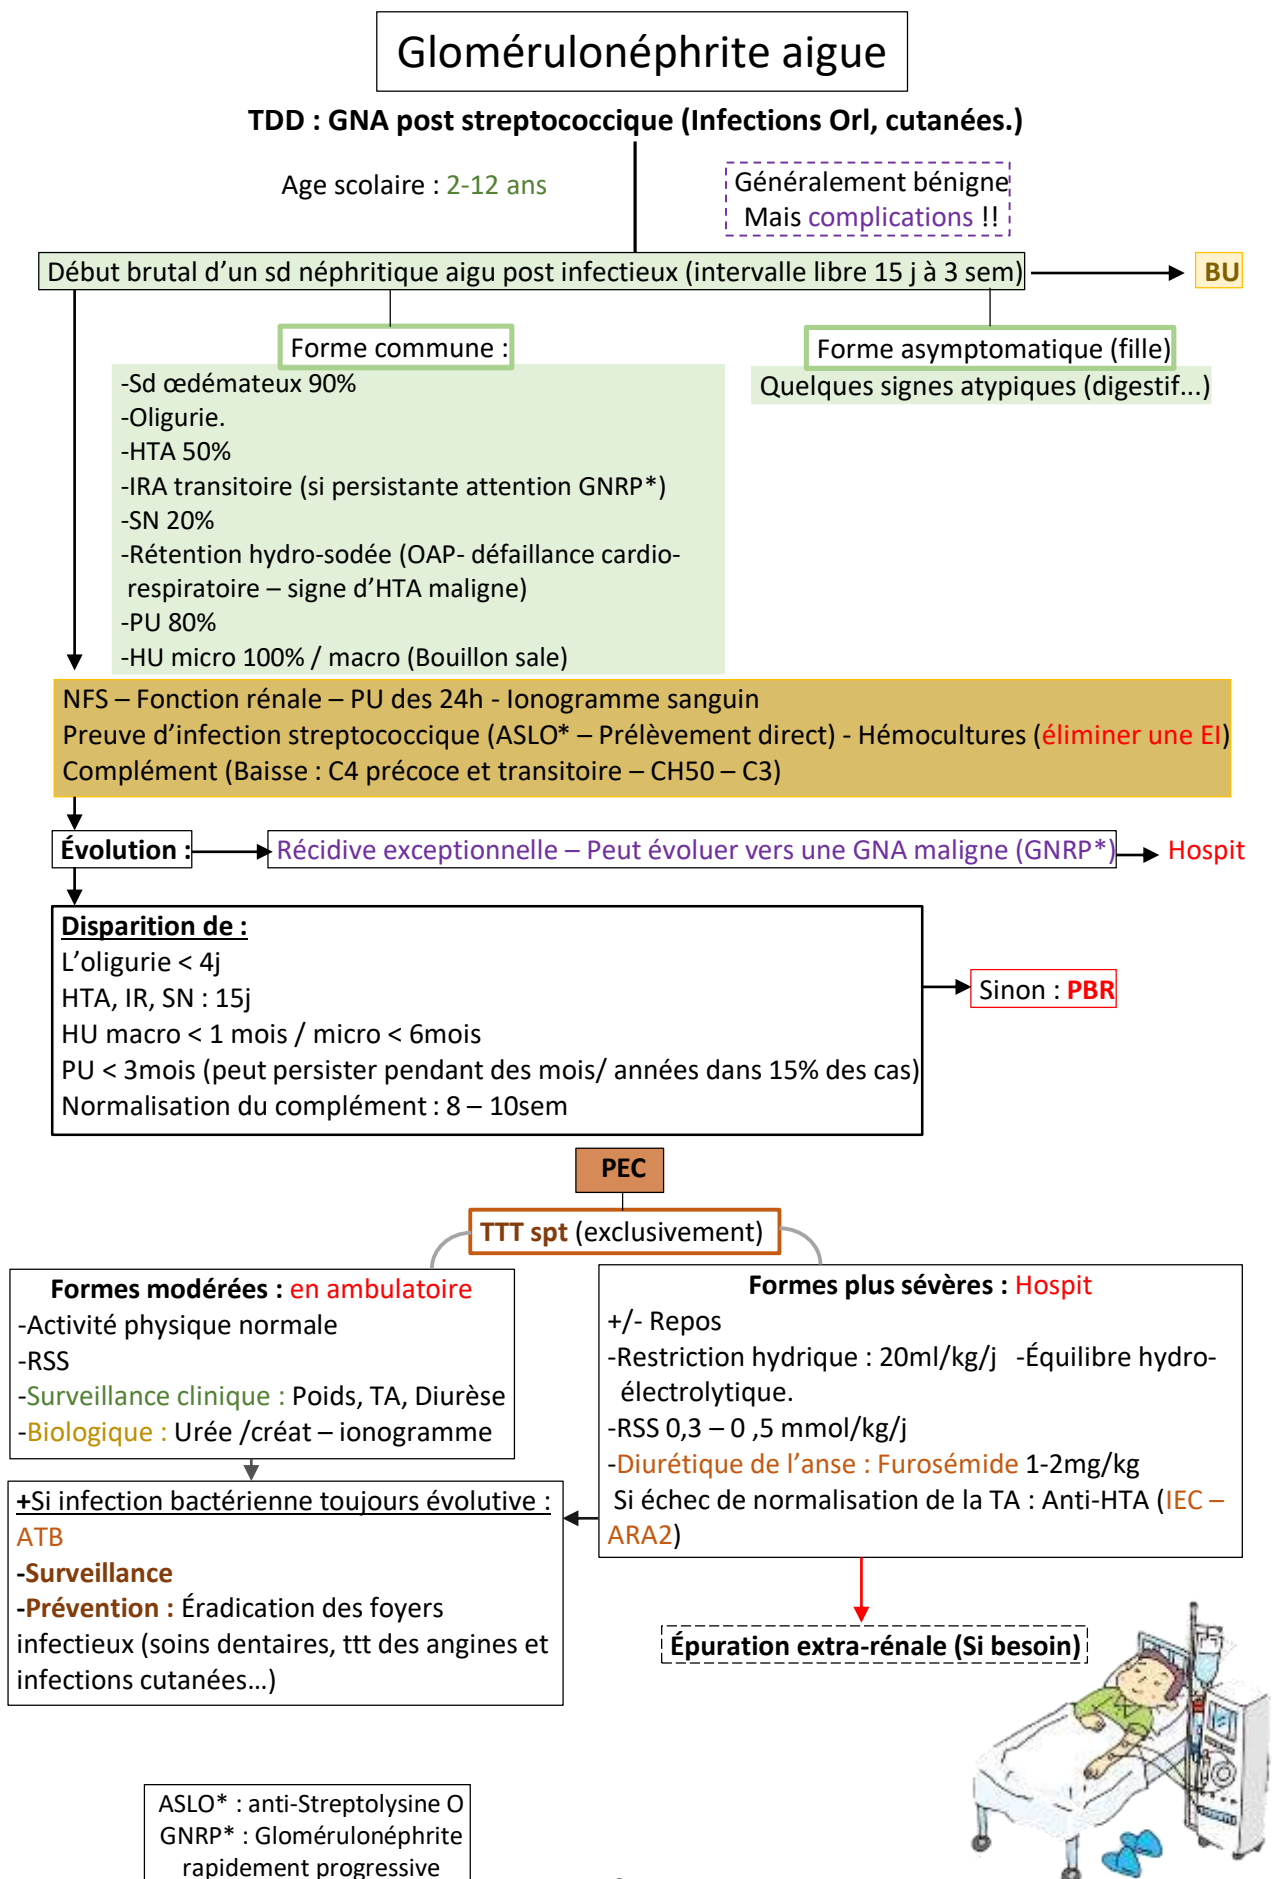 Glomérulonéphrite aigue
TDD : GNA post streptococcique (Infections Orl, cutanées.)
Age scolaire : 2-12 ans
Généralement bénigne
Mais complications !!
Début brutal d’un sd néphritique aigu post infectieux (intervalle libre 15 j à 3 sem)
BU
Forme commune :
-Sd œdémateux 90%
-Oligurie.
-HTA 50%
-IRA transitoire (si persistante attention GNRP*)
-SN 20%
-Rétention hydro-sodée (OAP- défaillance cardio-
respiratoire – signe d’HTA maligne)
-PU 80%
-HU micro 100% / macro (Bouillon sale)
Forme asymptomatique (fille)
Quelques signes atypiques (digestif...)
NFS – Fonction rénale – PU des 24h - Ionogramme sanguin
Preuve d’infection streptococcique (ASLO* – Prélèvement direct) - Hémocultures (éliminer une EI)
Complément (Baisse : C4 précoce et transitoire – CH50 – C3)
Évolution :
Récidive exceptionnelle – Peut évoluer vers une GNA maligne (GNRP*)
Hospit
Disparition de :
L’oligurie < 4j
HTA, IR, SN : 15j
HU macro < 1 mois / micro < 6mois
PU < 3mois (peut persister pendant des mois/ années dans 15% des cas)
Normalisation du complément : 8 – 10sem
Sinon : PBR
PEC
TTT spt (exclusivement)
Formes modérées : en ambulatoire
-Activité physique normale
-RSS
-Surveillance clinique : Poids, TA, Diurèse
-Biologique : Urée /créat – ionogramme
Formes plus sévères : Hospit
+/- Repos
-Restriction hydrique : 20ml/kg/j -Équilibre hydro-
électrolytique.
-RSS 0,3 – 0 ,5 mmol/kg/j
-Diurétique de l’anse : Furosémide 1-2mg/kg
Si échec de normalisation de la TA : Anti-HTA (IEC –
ARA2)
+Si infection bactérienne toujours évolutive :
ATB
-Surveillance
-Prévention : Éradication des foyers
infectieux (soins dentaires, ttt des angines et
infections cutanées…)
Épuration extra-rénale (Si besoin)
ASLO* : anti-Streptolysine O
GNRP* : Glomérulonéphrite
rapidement progressive